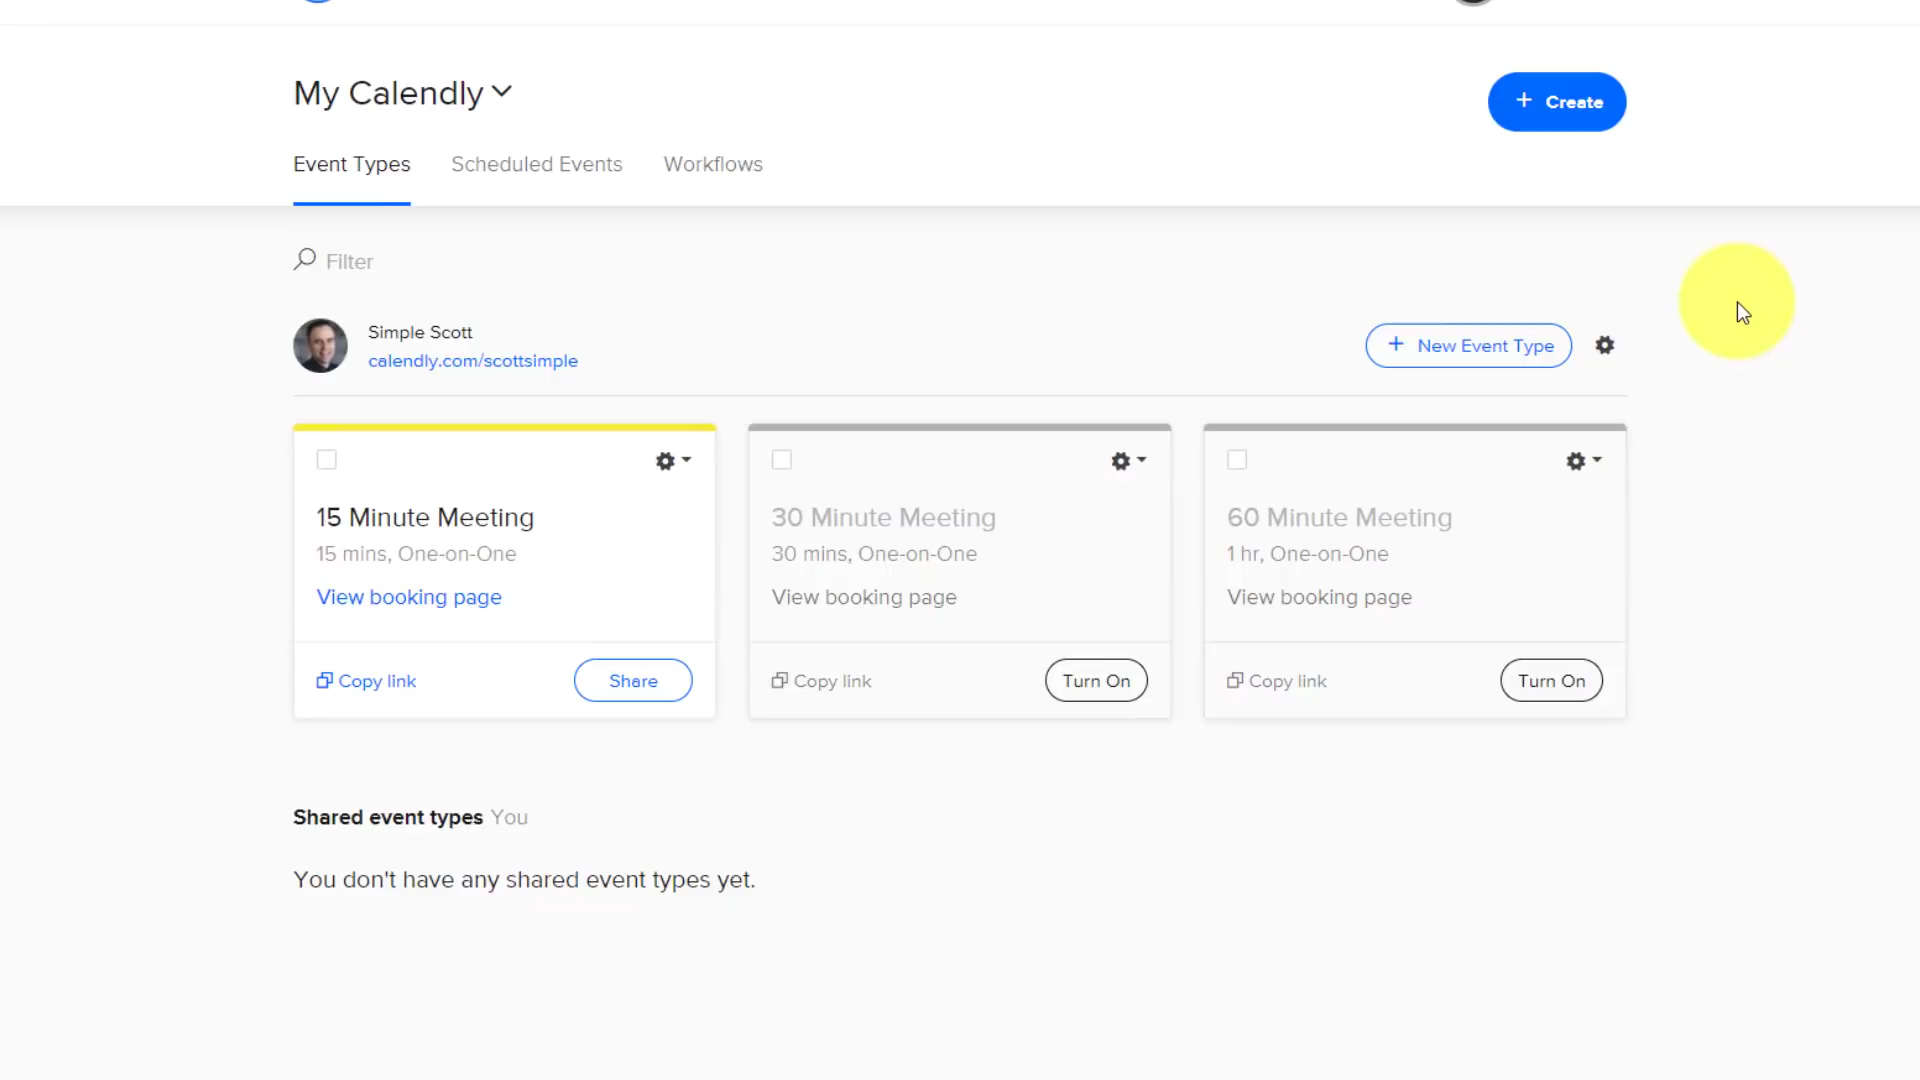 My Calendly
+ Create
Event Types Scheduled Events Workflows
Filter
Simple Scott
calendly.com/scottsimple
+ New Event Type
15 Minute Meeting
15 mins, One-on-One
View booking page
Copy link
Share
30 Minute Meeting
30 mins, One-on-One
View booking page
Copy link
Turn On
60 Minute Meeting
1 hr, One-on-One
View booking page
Copy link
Turn On
Shared event types You
You don't have any shared event types yet.